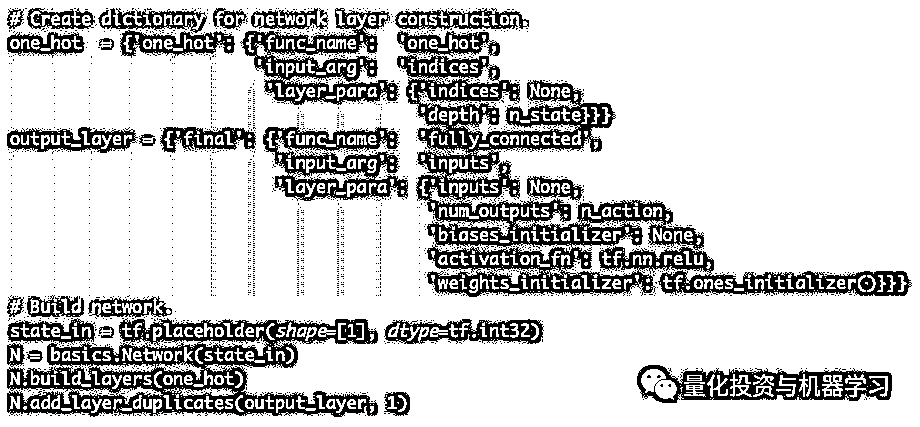 # Create dictionary for network layer construction.
one_hot = {'one_hot': {'func_name': 'one_hot',
'input_arg': 'indices',
'layer_para': {'indices': None,
'depth': n_state}}}
output_layer = {'final': {'func_name': 'fully_connected',
'input_arg': 'inputs',
'layer_para': {'inputs': None,
'num_outputs': n_action,
'biases_initializer': None,
'activation_fn': tf.nn.relu,
'weights_initializer': tf.ones_initializer()}}}
# Build network.
state_in = tf.placeholder(shape=[1], dtype=tf.int32)
N = basics.Network(state_in)
N.build_layers(one_hot)
N.add_layer_duplicates(output_layer, 1)
量化投资与机器学习